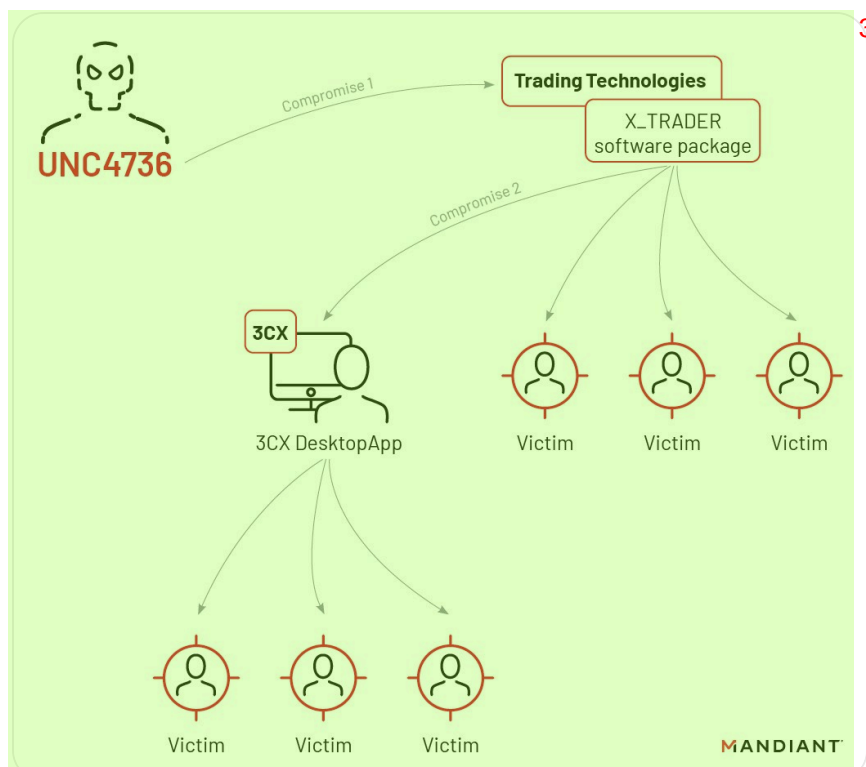 3
UNC4736
Compromise 1
Trading Technologies
X_TRADER
software package
Compromise 2
3CX
3CX DesktopApp
Victim
Victim
Victim
Victim
Victim
Victim
MANDIANT